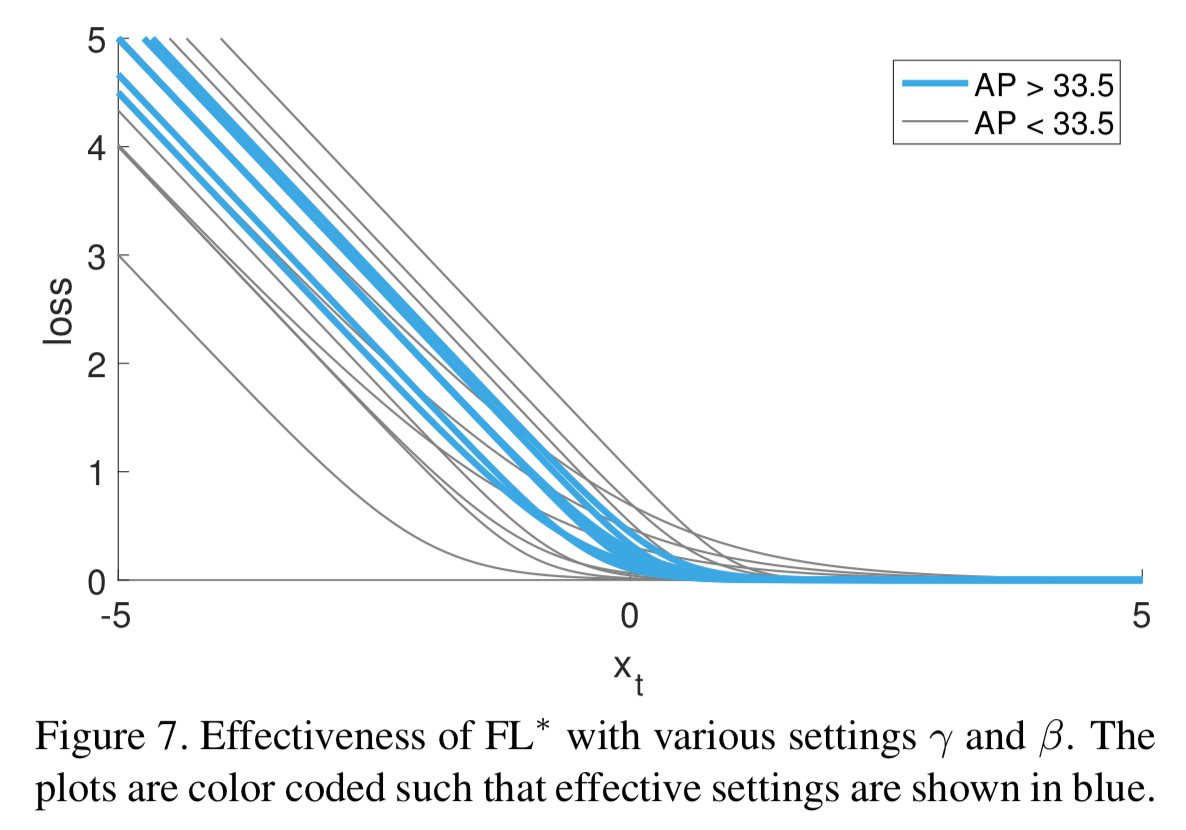 5
4
3
2
1
0
loss
-5
0
5
x_t
AP > 33.5
AP < 33.5
Figure 7. Effectiveness of FL* with various settings γ and β. The
plots are color coded such that effective settings are shown in blue.